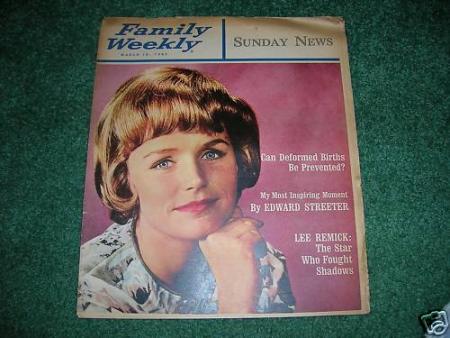 Family
Weekly
SUNDAY NEWS
Can Deformed Births
Be Prevented?
My Most Inspiring Moment
By EDWARD STREETER
LEE REMICK:
The Star
Who Fought
Shadows